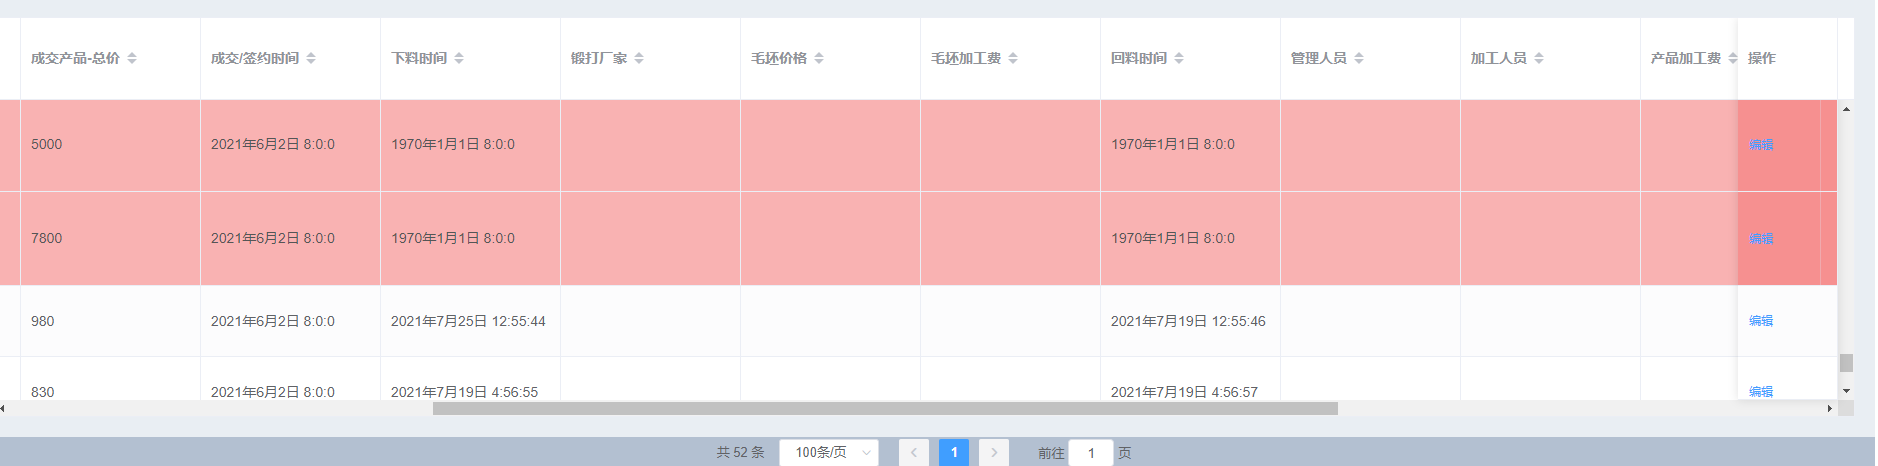 成交产品-总价 成交/签约时间 下料时间 锻打厂家 毛坯价格 毛坯加工费 回料时间 管理人员 加工人员 产品加工费 操作
5000 2021年6月2日 8:0:0 1970年1月1日 8:0:0 1970年1月1日 8:0:0 编辑
7800 2021年6月2日 8:0:0 1970年1月1日 8:0:0 1970年1月1日 8:0:0 编辑
980 2021年6月2日 8:0:0 2021年7月25日 12:55:44 2021年7月19日 12:55:46 编辑
830 2021年6月2日 8:0:0 2021年7月19日 4:56:55 2021年7月19日 4:56:57 编辑
共 52 条 100条/页 1 前往 1 页